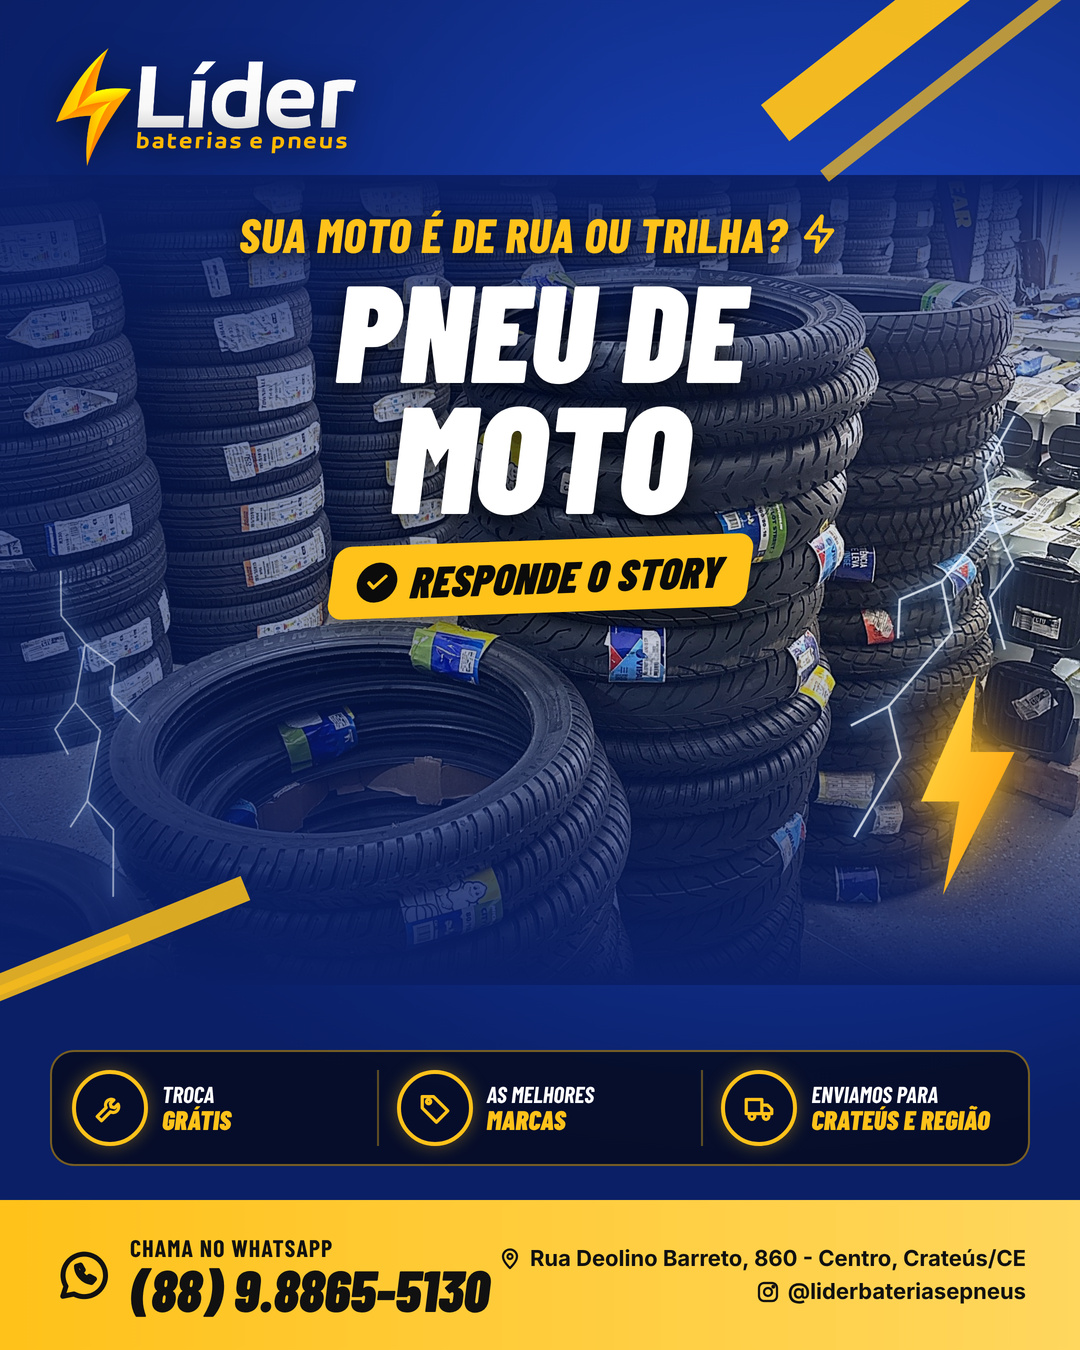 Líder
baterias e pneus
SUA MOTO É DE RUA OU TRILHA?
PNEU DE
MOTO
RESPONDE O STORY
TROCA
GRÁTIS
AS MELHORES
MARCAS
ENVIAMOS PARA
CRATEÚS E REGIÃO
CHAMA NO WHATSAPP
(88) 9.8865-5130
Rua Deolino Barreto, 860 - Centro, Crateús/CE
@liderbateriasepneus